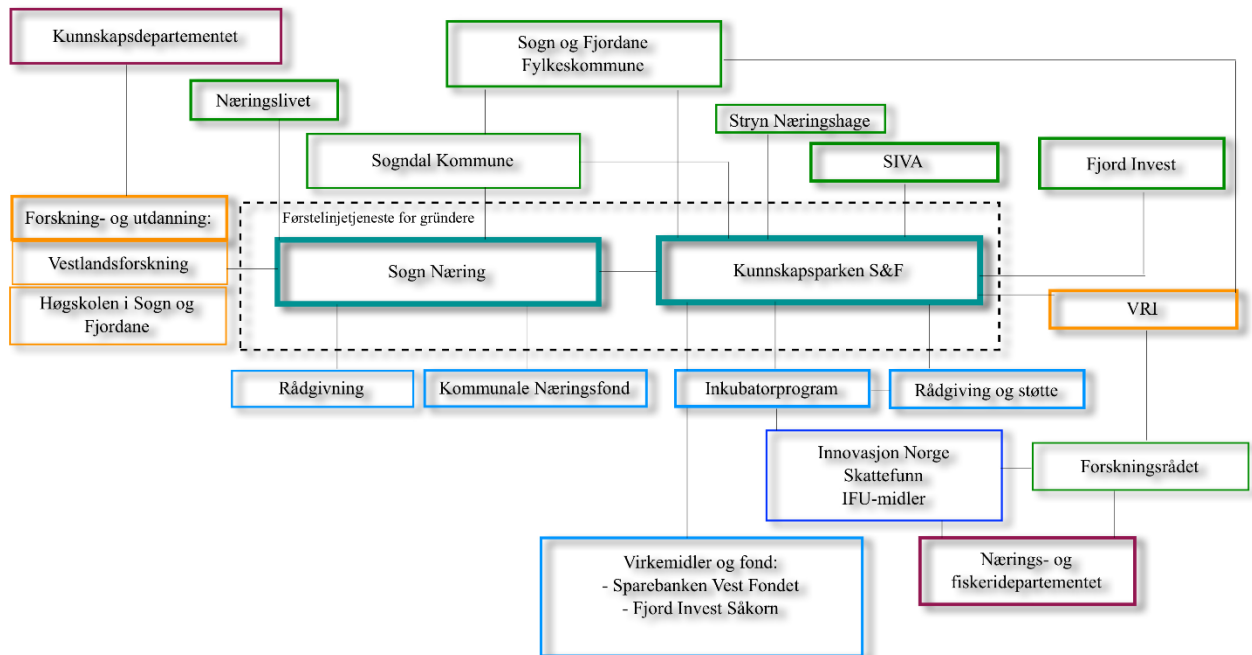 Kunnskapsdepartementet
Sogn og Fjordane
Fylkeskommune
Næringslivet
Stryn Næringshage
Sogndal Kommune
SIVA
Fjord Invest
Forskning- og utdanning:
Førstelinjetjeneste for gründere
Vestlandsforskning
Sogn Næring
Kunnskapsparken S&F
Høgskolen i Sogn og
Fjordane
VRI
Rådgivning
Kommunale Næringsfond
Inkubatorprogram
Rådgiving og støtte
Innovasjon Norge
Skattefunn
IFU-midler
Forskningsrådet
Virkemidler og fond:
- Sparebanken Vest Fondet
- Fjord Invest Såkorn
Nærings- og
fiskeridepartementet